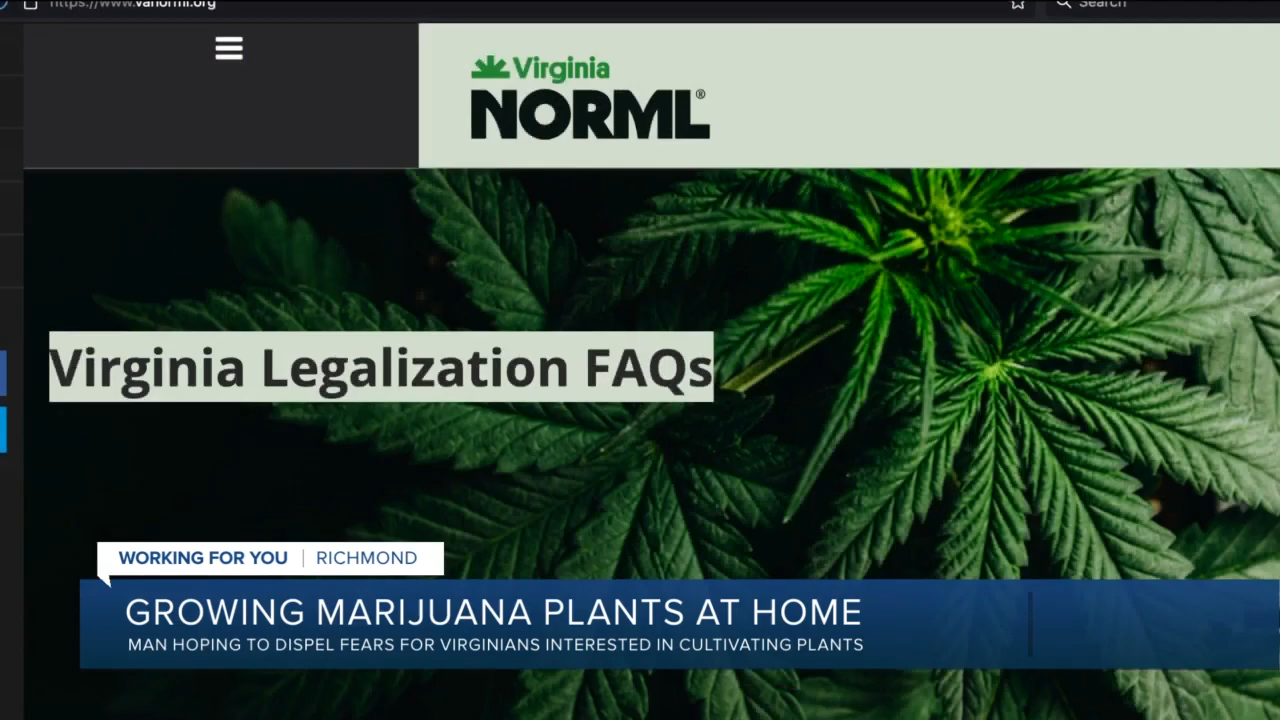 https://www.vanorml.org
Search
Virginia
NORML®
Virginia Legalization FAQs
WORKING FOR YOU | RICHMOND
GROWING MARIJUANA PLANTS AT HOME
MAN HOPING TO DISPEL FEARS FOR VIRGINIANS INTERESTED IN CULTIVATING PLANTS